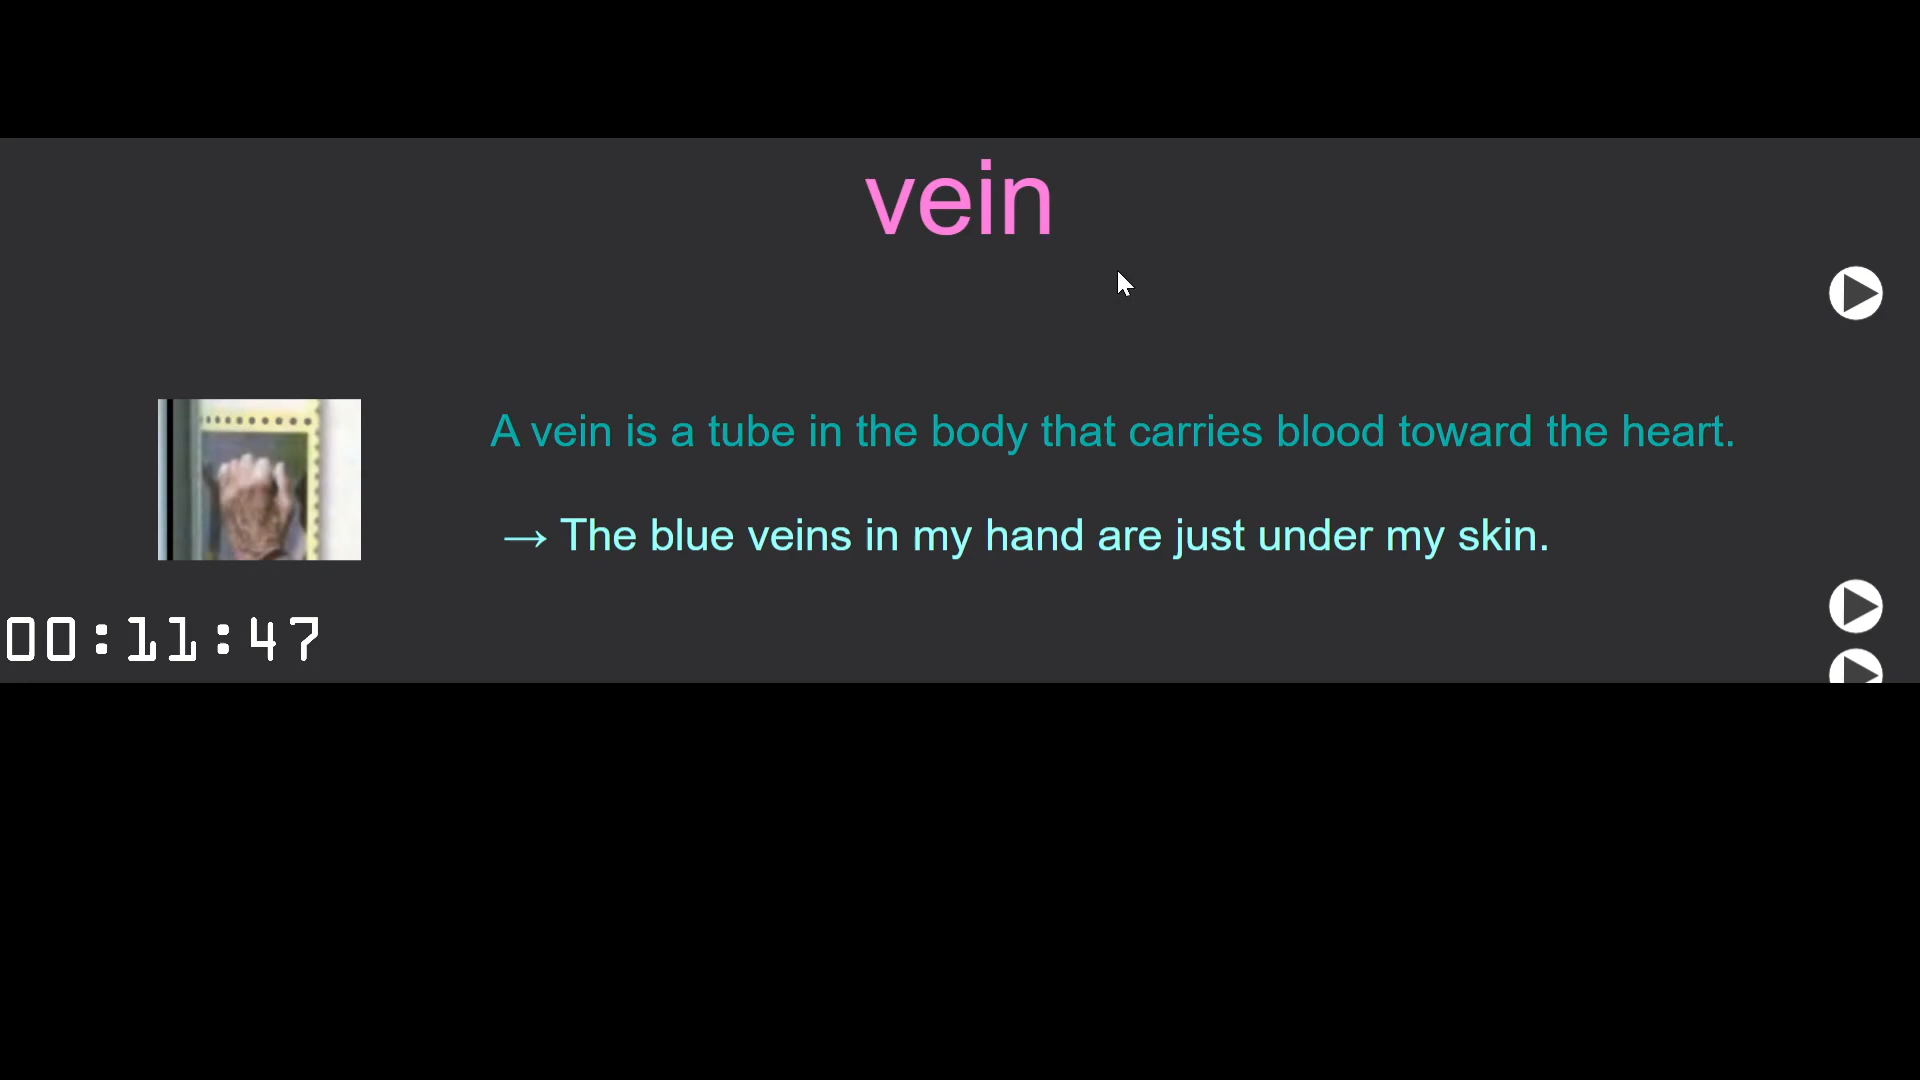 vein
A vein is a tube in the body that carries blood toward the heart.
→ The blue veins in my hand are just under my skin.
00:11:47